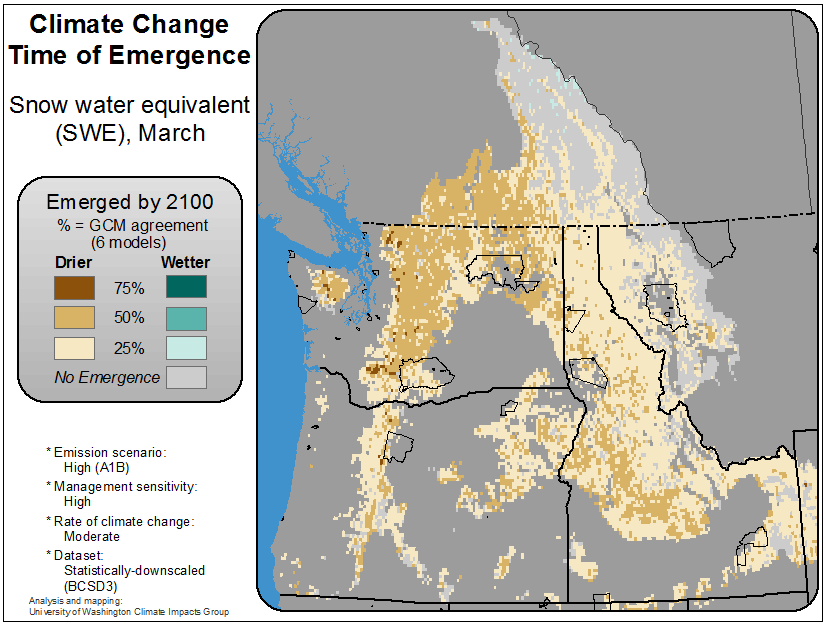 Climate Change
Time of Emergence
Snow water equivalent
(SWE), March
Emerged by 2100
% = GCM agreement
(6 models)
Drier Wetter
75%
50%
25%
No Emergence
* Emission scenario:
High (A1B)
* Management sensitivity:
High
* Rate of climate change:
Moderate
* Dataset:
Statistically-downscaled
(BCSD3)
Analysis and mapping:
University of Washington Climate Impacts Group